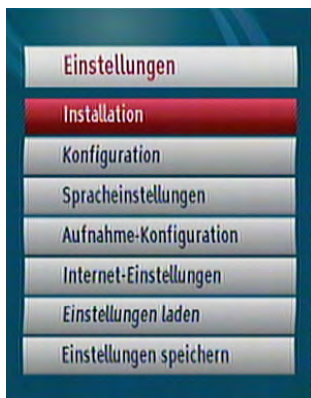 Einstellungen
Installation
Konfiguration
Spracheinstellungen
Aufnahme-Konfiguration
Internet-Einstellungen
Einstellungen laden
Einstellungen speichern